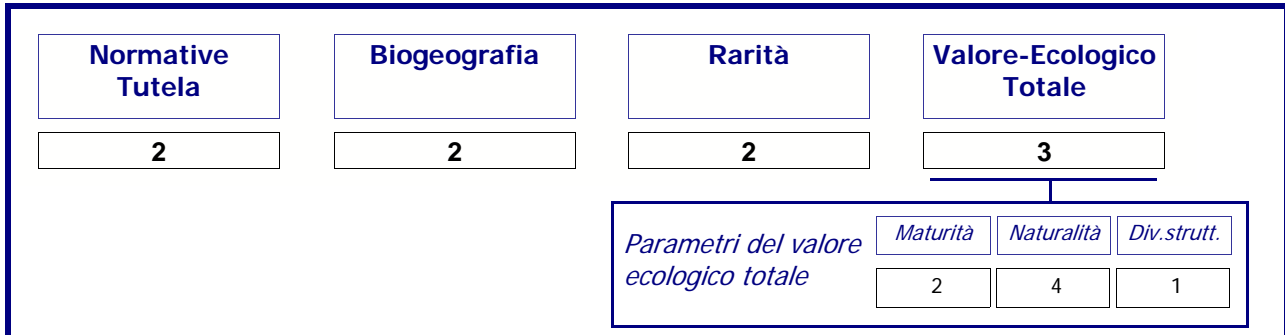 Normative
Tutela
Biogeografia
Rarità
Valore-Ecologico
Totale
2
2
2
3
Parametri del valore
ecologico totale
Maturità
Naturalità
Div.strutt.
2
4
1